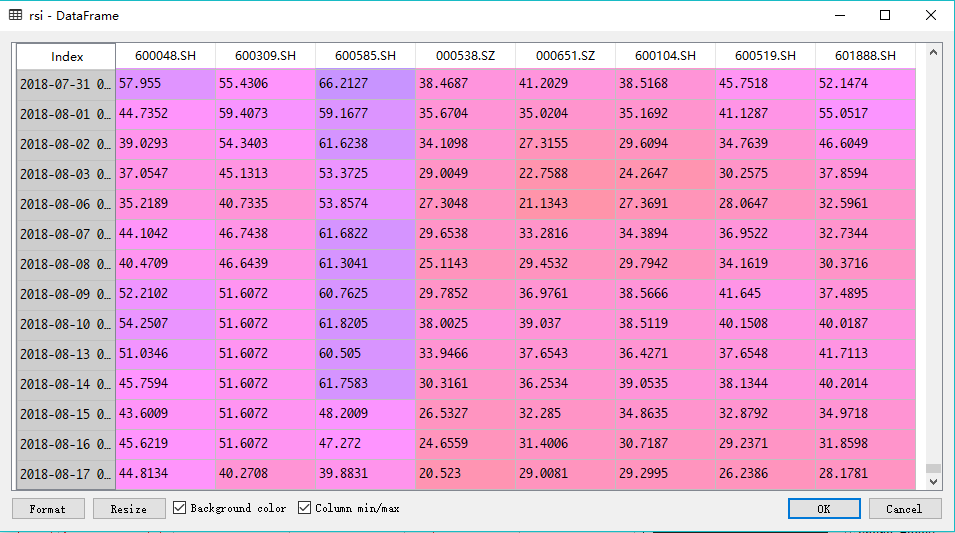 rsi - DataFrame
Index 600048.SH 600309.SH 600585.SH 000538.SZ 000651.SZ 600104.SH 600519.SH 601888.SH
2018-07-31 0... 57.955 55.4306 66.2127 38.4687 41.2029 38.5168 45.7518 52.1474
2018-08-01 0... 44.7352 59.4073 59.1677 35.6704 35.0204 35.1692 41.1287 55.0517
2018-08-02 0... 39.0293 54.3403 61.6238 34.1098 27.3155 29.6094 34.7639 46.6049
2018-08-03 0... 37.0547 45.1313 53.3725 29.0049 22.7588 24.2647 30.2575 37.8594
2018-08-06 0... 35.2189 40.7335 53.8574 27.3048 21.1343 27.3691 28.0647 32.5961
2018-08-07 0... 44.1042 46.7438 61.6822 29.6538 33.2816 34.3894 36.9522 32.7344
2018-08-08 0... 40.4709 46.6439 61.3041 25.1143 29.4532 29.7942 34.1619 30.3716
2018-08-09 0... 52.2102 51.6072 60.7625 29.7852 36.9761 38.5666 41.645 37.4895
2018-08-10 0... 54.2507 51.6072 61.8205 38.0025 39.037 38.5119 40.1508 40.0187
2018-08-13 0... 51.0346 51.6072 60.505 33.9466 37.6543 36.4271 37.6548 41.7113
2018-08-14 0... 45.7594 51.6072 61.7583 30.3161 36.2534 39.0535 38.1344 40.2014
2018-08-15 0... 43.6009 51.6072 48.2009 26.5327 32.285 34.8635 32.8792 34.9718
2018-08-16 0... 45.6219 51.6072 47.272 24.6559 31.4006 30.7187 29.2371 31.8598
2018-08-17 0... 44.8134 40.2708 39.8831 20.523 29.0081 29.2995 26.2386 28.1781
Format Resize Background color Column min/max OK Cancel